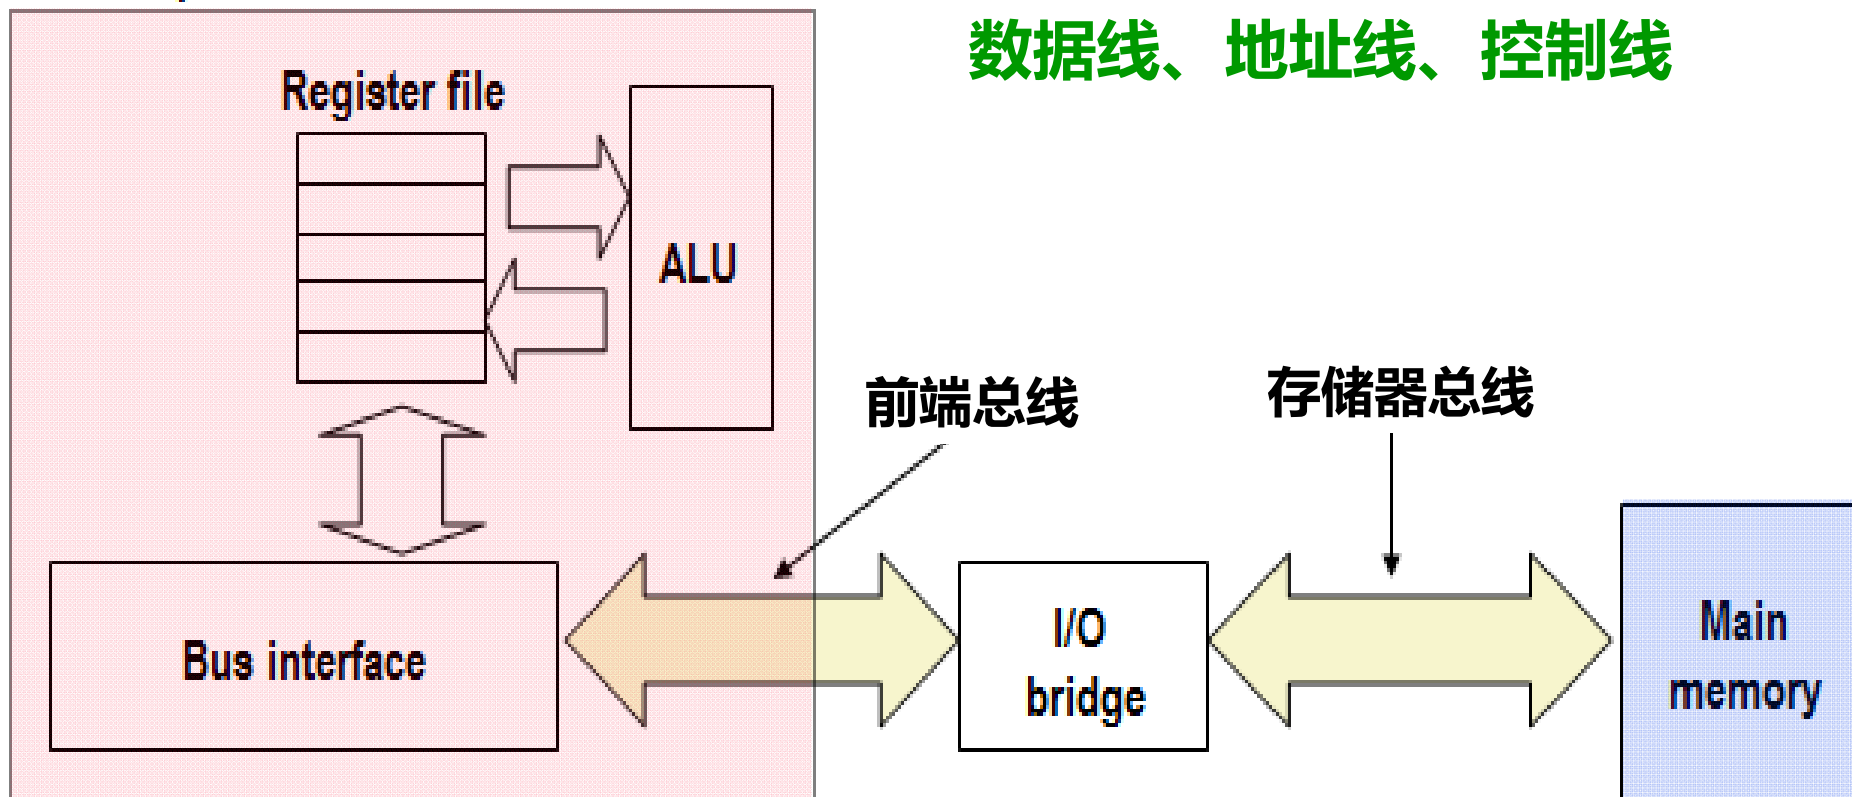 数据线、地址线、控制线
Register file
ALU
前端总线
存储器总线
Bus interface
I/O
bridge
Main
memory